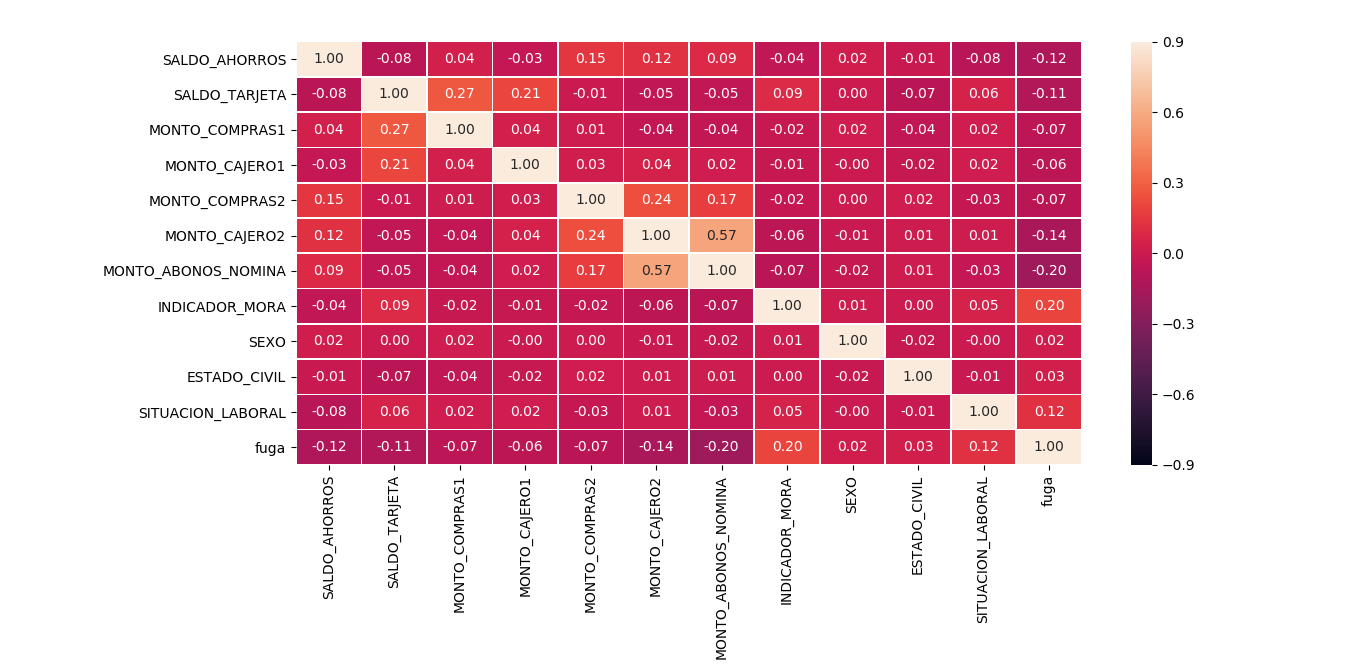 SALDO_AHORROS 1.00 -0.08 0.04 -0.03 0.15 0.12 0.09 -0.04 0.02 -0.01 -0.08 -0.12
SALDO_TARJETA -0.08 1.00 0.27 0.21 -0.01 -0.05 -0.05 0.09 0.00 -0.07 0.06 -0.11
MONTO_COMPRAS1 0.04 0.27 1.00 0.04 0.01 -0.04 -0.04 -0.02 0.02 -0.04 0.02 -0.07
MONTO_CAJERO1 -0.03 0.21 0.04 1.00 0.03 0.04 0.02 -0.01 -0.00 -0.02 0.02 -0.06
MONTO_COMPRAS2 0.15 -0.01 0.01 0.03 1.00 0.24 0.17 -0.02 0.00 0.02 -0.03 -0.07
MONTO_CAJERO2 0.12 -0.05 -0.04 0.04 0.24 1.00 0.57 -0.06 -0.01 0.01 0.01 -0.14
MONTO_ABONOS_NOMINA 0.09 -0.05 -0.04 0.02 0.17 0.57 1.00 -0.07 -0.02 0.01 -0.03 -0.20
INDICADOR_MORA -0.04 0.09 -0.02 -0.01 -0.02 -0.06 -0.07 1.00 0.01 0.00 0.05 0.20
SEXO 0.02 0.00 0.02 -0.00 0.00 -0.01 -0.02 0.01 1.00 -0.02 -0.00 0.02
ESTADO_CIVIL -0.01 -0.07 -0.04 -0.02 0.02 0.01 0.01 0.00 -0.02 1.00 -0.01 0.03
SITUACION_LABORAL -0.08 0.06 0.02 0.02 -0.03 0.01 -0.03 0.05 -0.00 -0.01 1.00 0.12
fuga -0.12 -0.11 -0.07 -0.06 -0.07 -0.14 -0.20 0.20 0.02 0.03 0.12 1.00
SALDO_AHORROS
SALDO_TARJETA
MONTO_COMPRAS1
MONTO_CAJERO1
MONTO_COMPRAS2
MONTO_CAJERO2
MONTO_ABONOS_NOMINA
INDICADOR_MORA
SEXO
ESTADO_CIVIL
SITUACION_LABORAL
fuga
0.9
0.6
0.3
0.0
−0.3
−0.6
−0.9